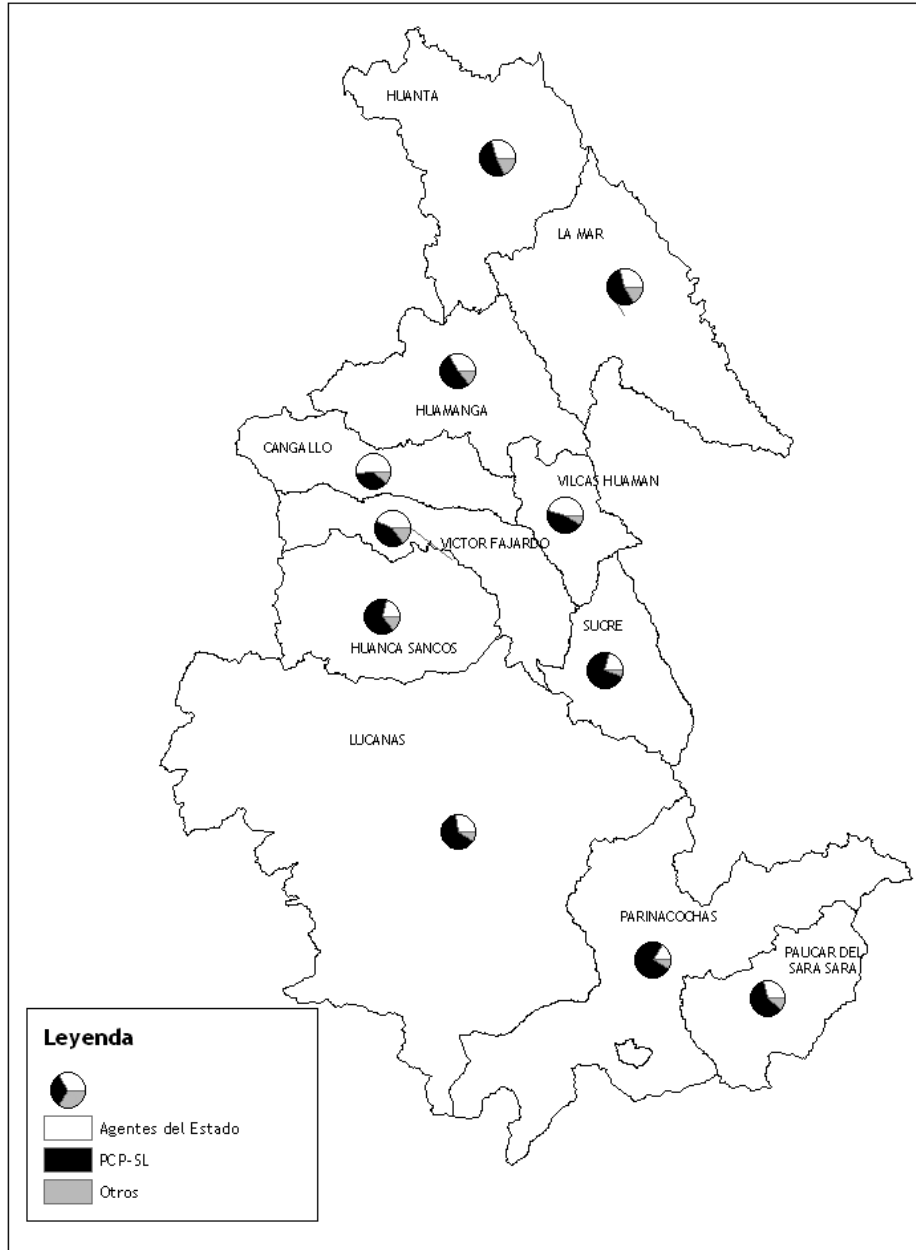 HUANTA
LA MAR
HUAMANGA
CANGALLO
VILCAS HUAMAN
VICTOR FAJARDO
SUCRE
HUANCA SANCOS
LUCANAS
PARINACOCHAS
PAUCAR DEL
SARA SARA
Leyenda
Agentes del Estado
PCP-SL
Otros